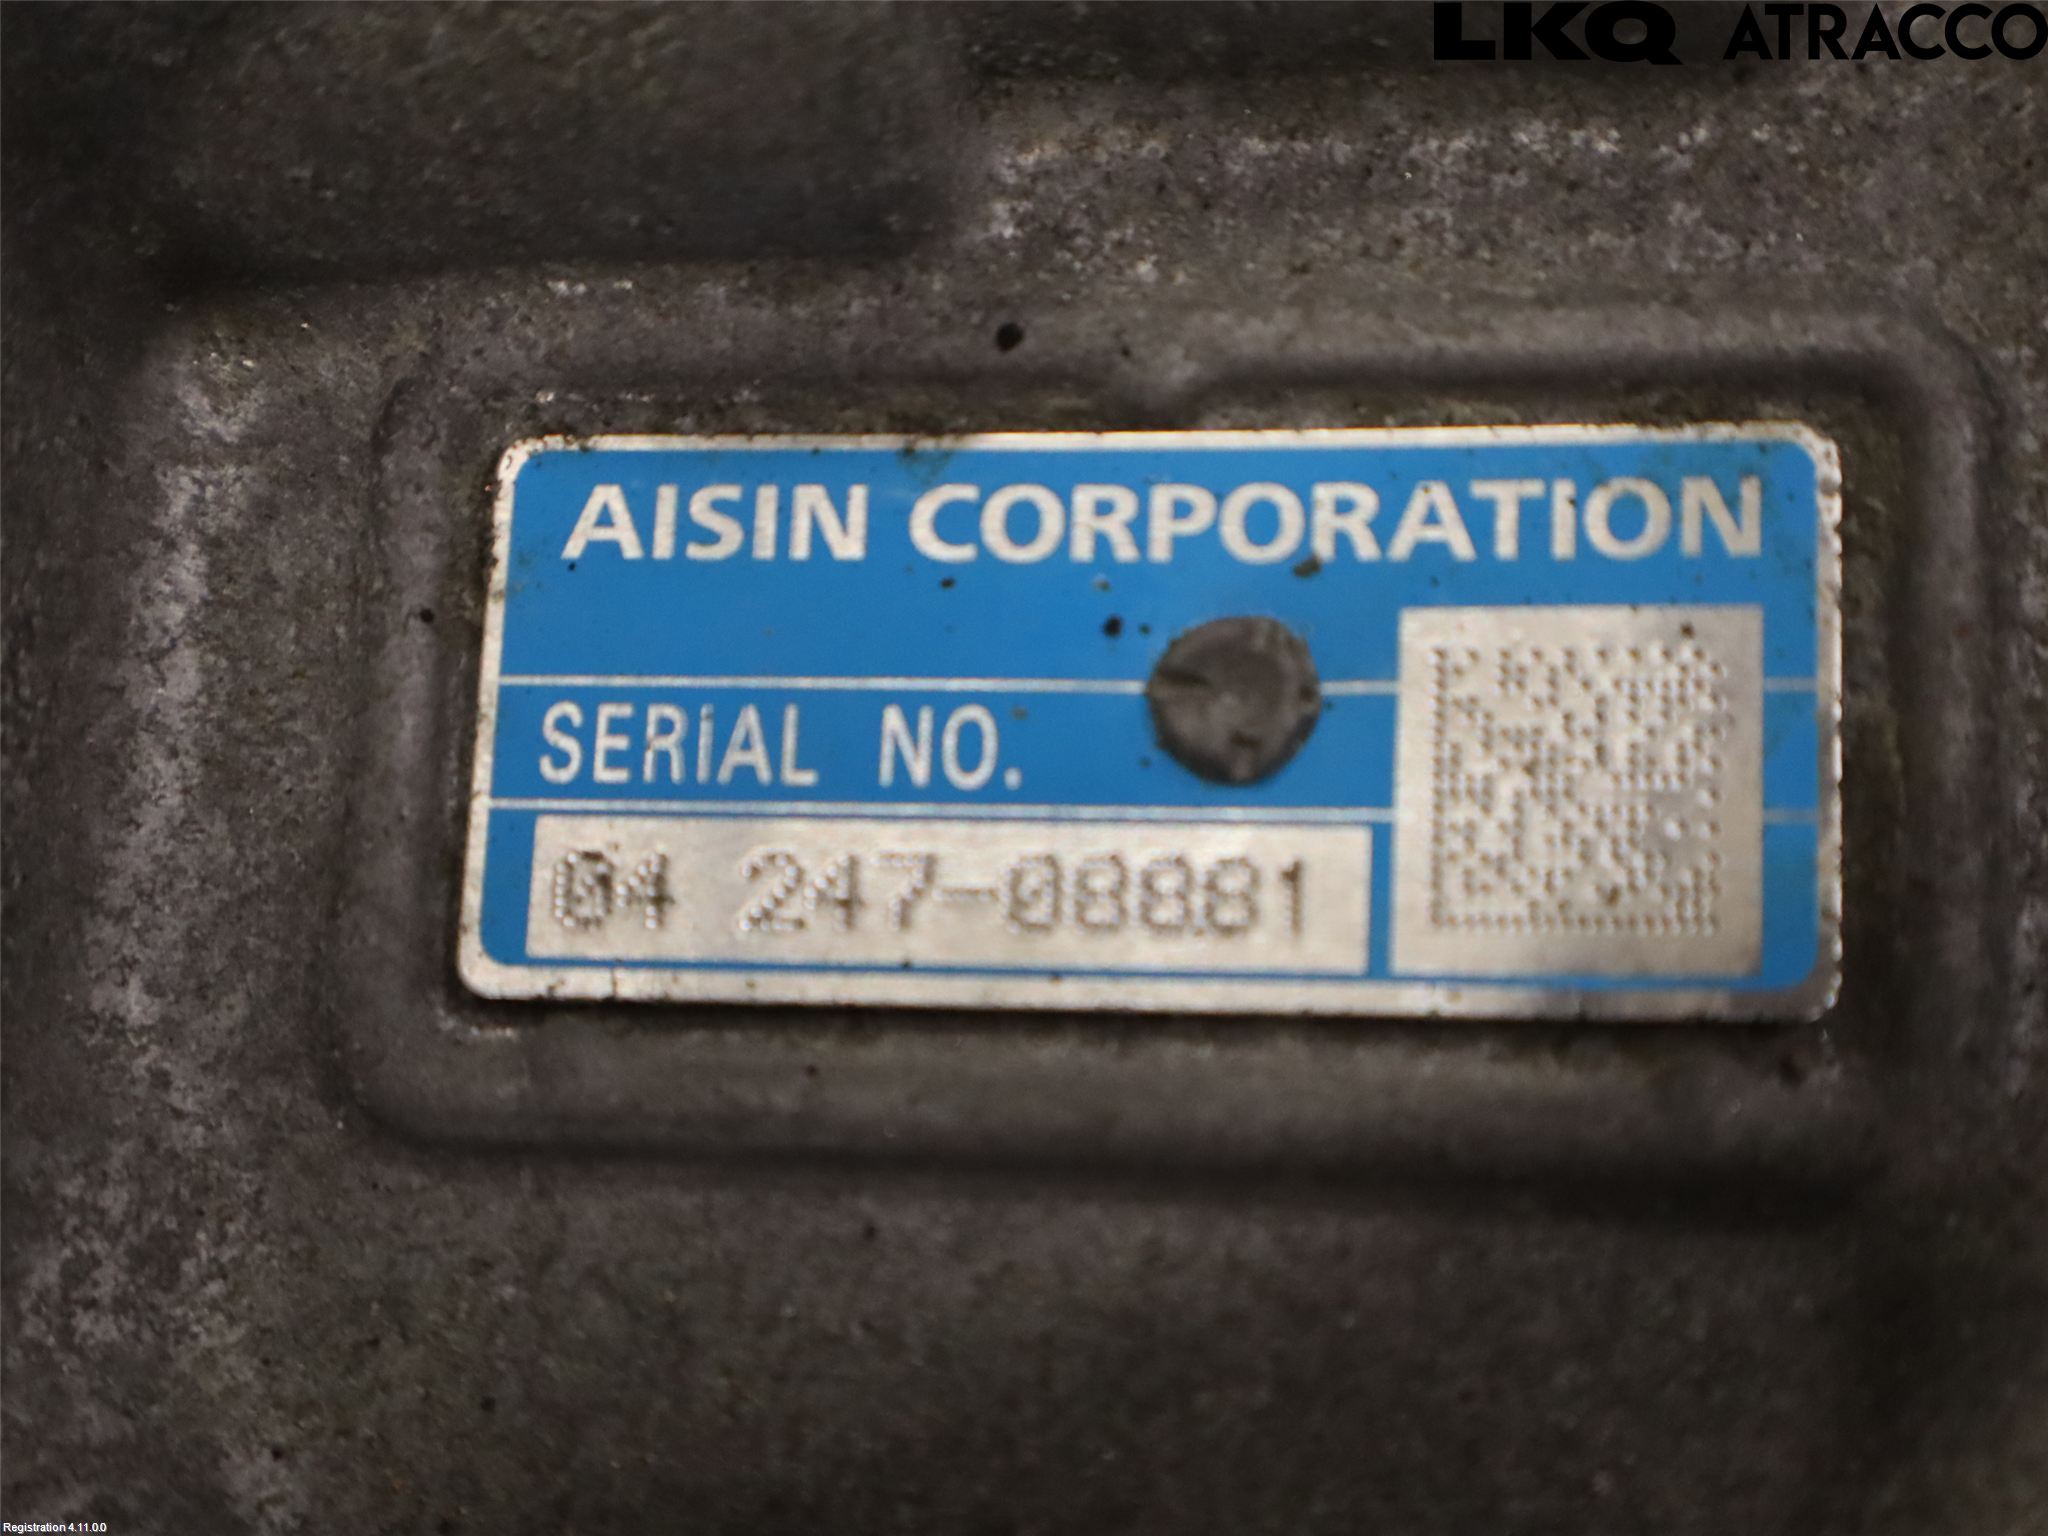 LKQ ATRACCO
AISIN CORPORATION
SERIAL NO.
04 247-08881
Registration 4.11.0.0